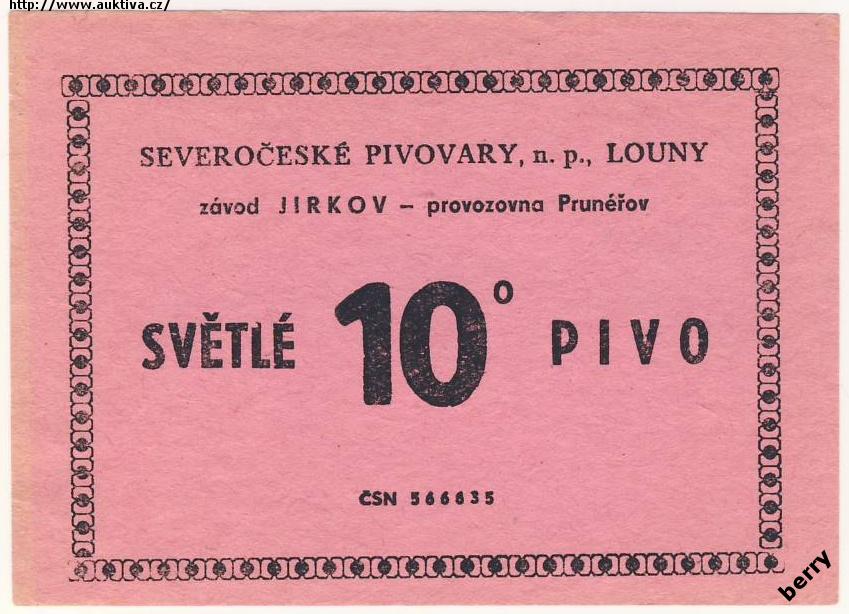 http://www.auktiva.cz/
SEVEROČESKÉ PIVOVARY, n. p., LOUNY
závod JIRKOV – provozovna Prunéřov
SVĚTLÉ 10° PIVO
ČSN 566635
berry